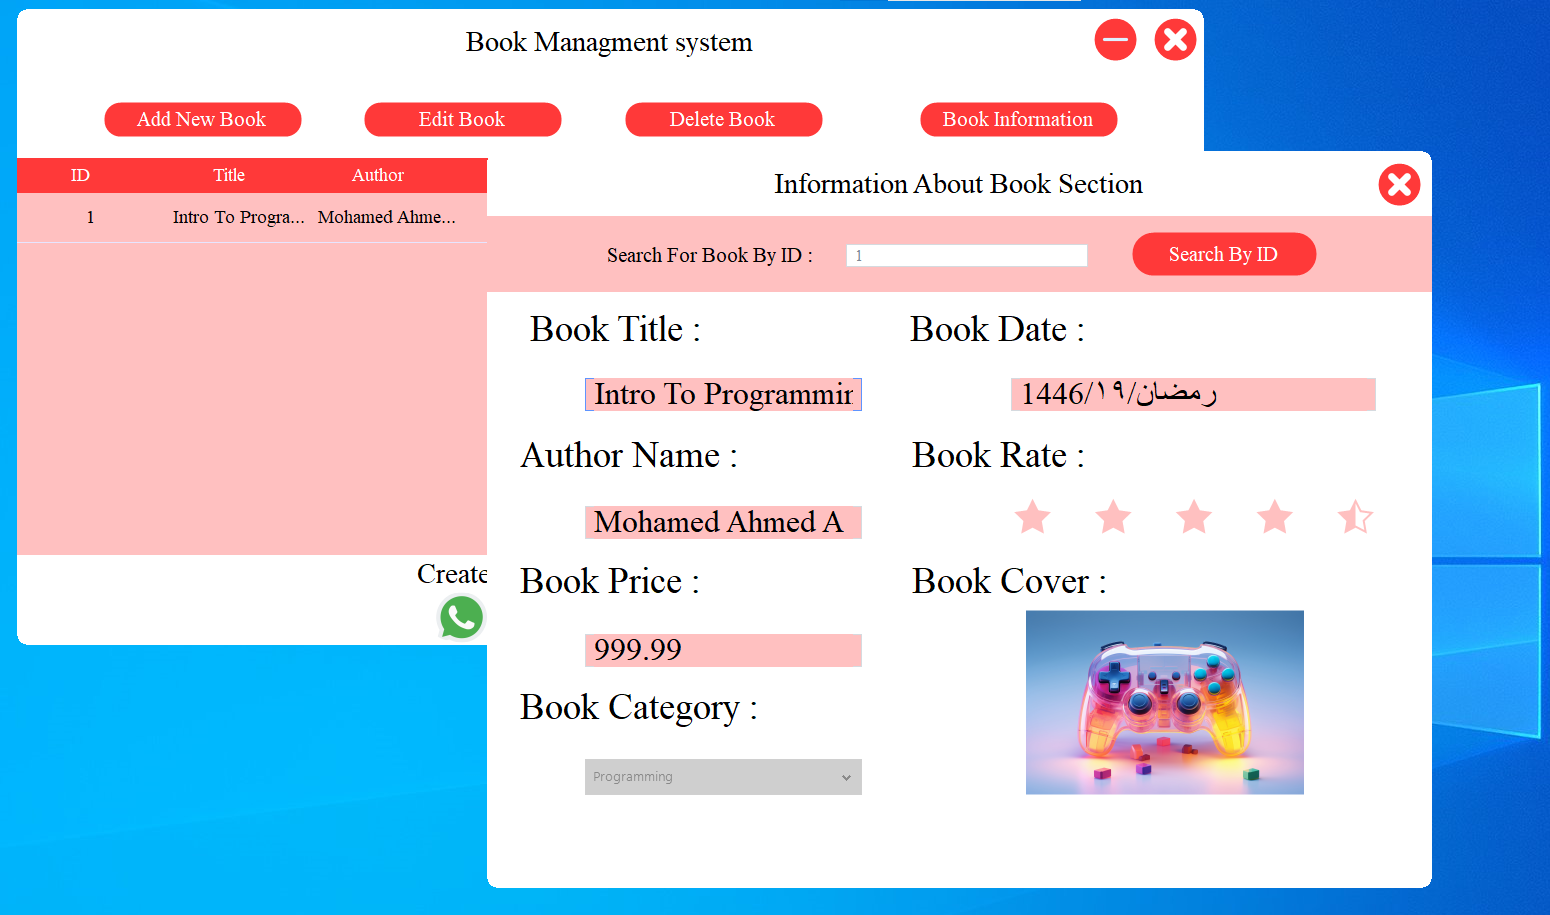 Book Managment system
Add New Book
Edit Book
Delete Book
Book Information
ID Title Author
1 Intro To Progra... Mohamed Ahme...
Create
Information About Book Section
Search For Book By ID : 1 Search By ID
Book Title :
Intro To Programmin
Book Date :
1446/١٩/رمضان
Author Name :
Mohamed Ahmed A
Book Rate :
Book Price :
999.99
Book Cover :
Book Category :
Programming